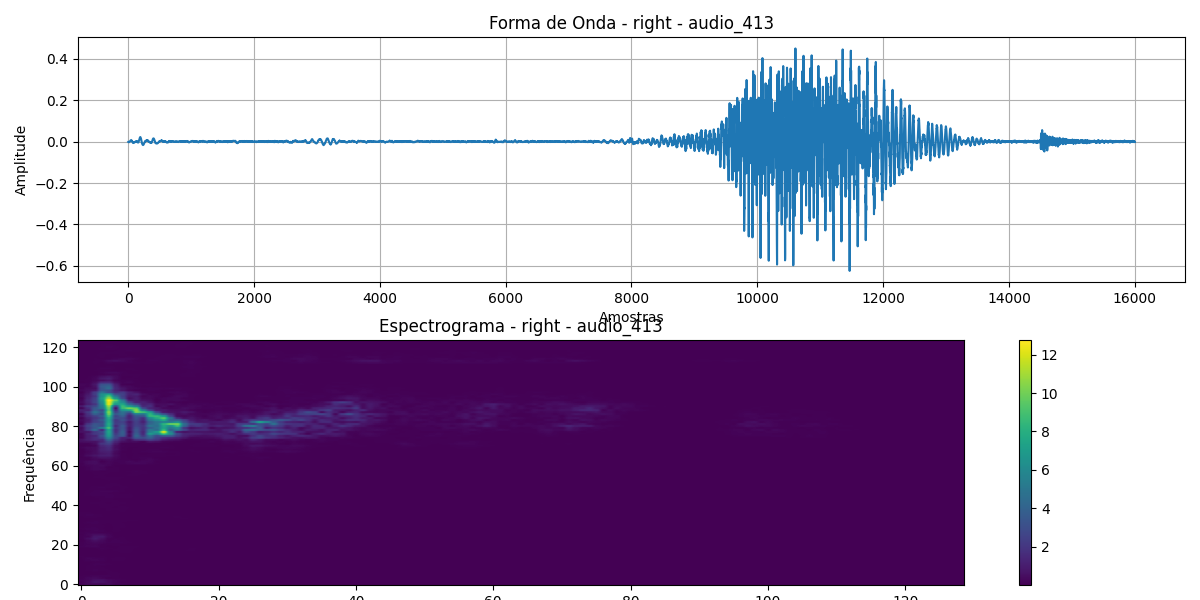 Forma de Onda - right - audio_413
Amplitude
0.4
0.2
0.0
−0.2
−0.4
−0.6
0 2000 4000 6000 8000 10000 12000 14000 16000
Amostras
Espectrograma - right - audio_413
Frequência
120
100
80
60
40
20
0
0 20 40 60 80 100 120
12
10
8
6
4
2